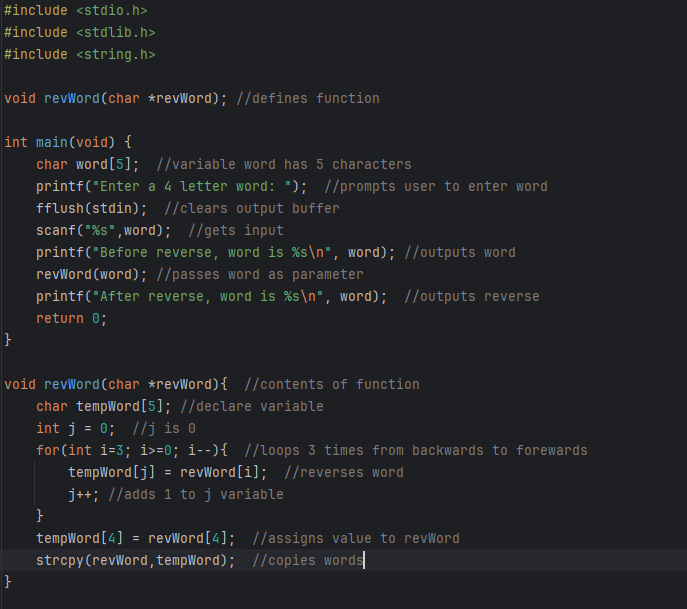 #include <stdio.h>
#include <stdlib.h>
#include <string.h>
void revWord(char *revWord); //defines function
int main(void) {
    char word[5];  //variable word has 5 characters
    printf("Enter a 4 letter word: ");  //prompts user to enter word
    fflush(stdin);  //clears output buffer
    scanf("%s",word);  //gets input
    printf("Before reverse, word is %s\n", word); //outputs word
    revWord(word); //passes word as parameter
    printf("After reverse, word is %s\n", word);  //outputs reverse
    return 0;
}
void revWord(char *revWord){  //contents of function
    char tempWord[5]; //declare variable
    int j = 0;  //j is 0
    for(int i=3; i>=0; i--){  //loops 3 times from backwards to forewards
        tempWord[j] = revWord[i];  //reverses word
        j++; //adds 1 to j variable
    }
    tempWord[4] = revWord[4];  //assigns value to revWord
    strcpy(revWord,tempWord);  //copies words
}